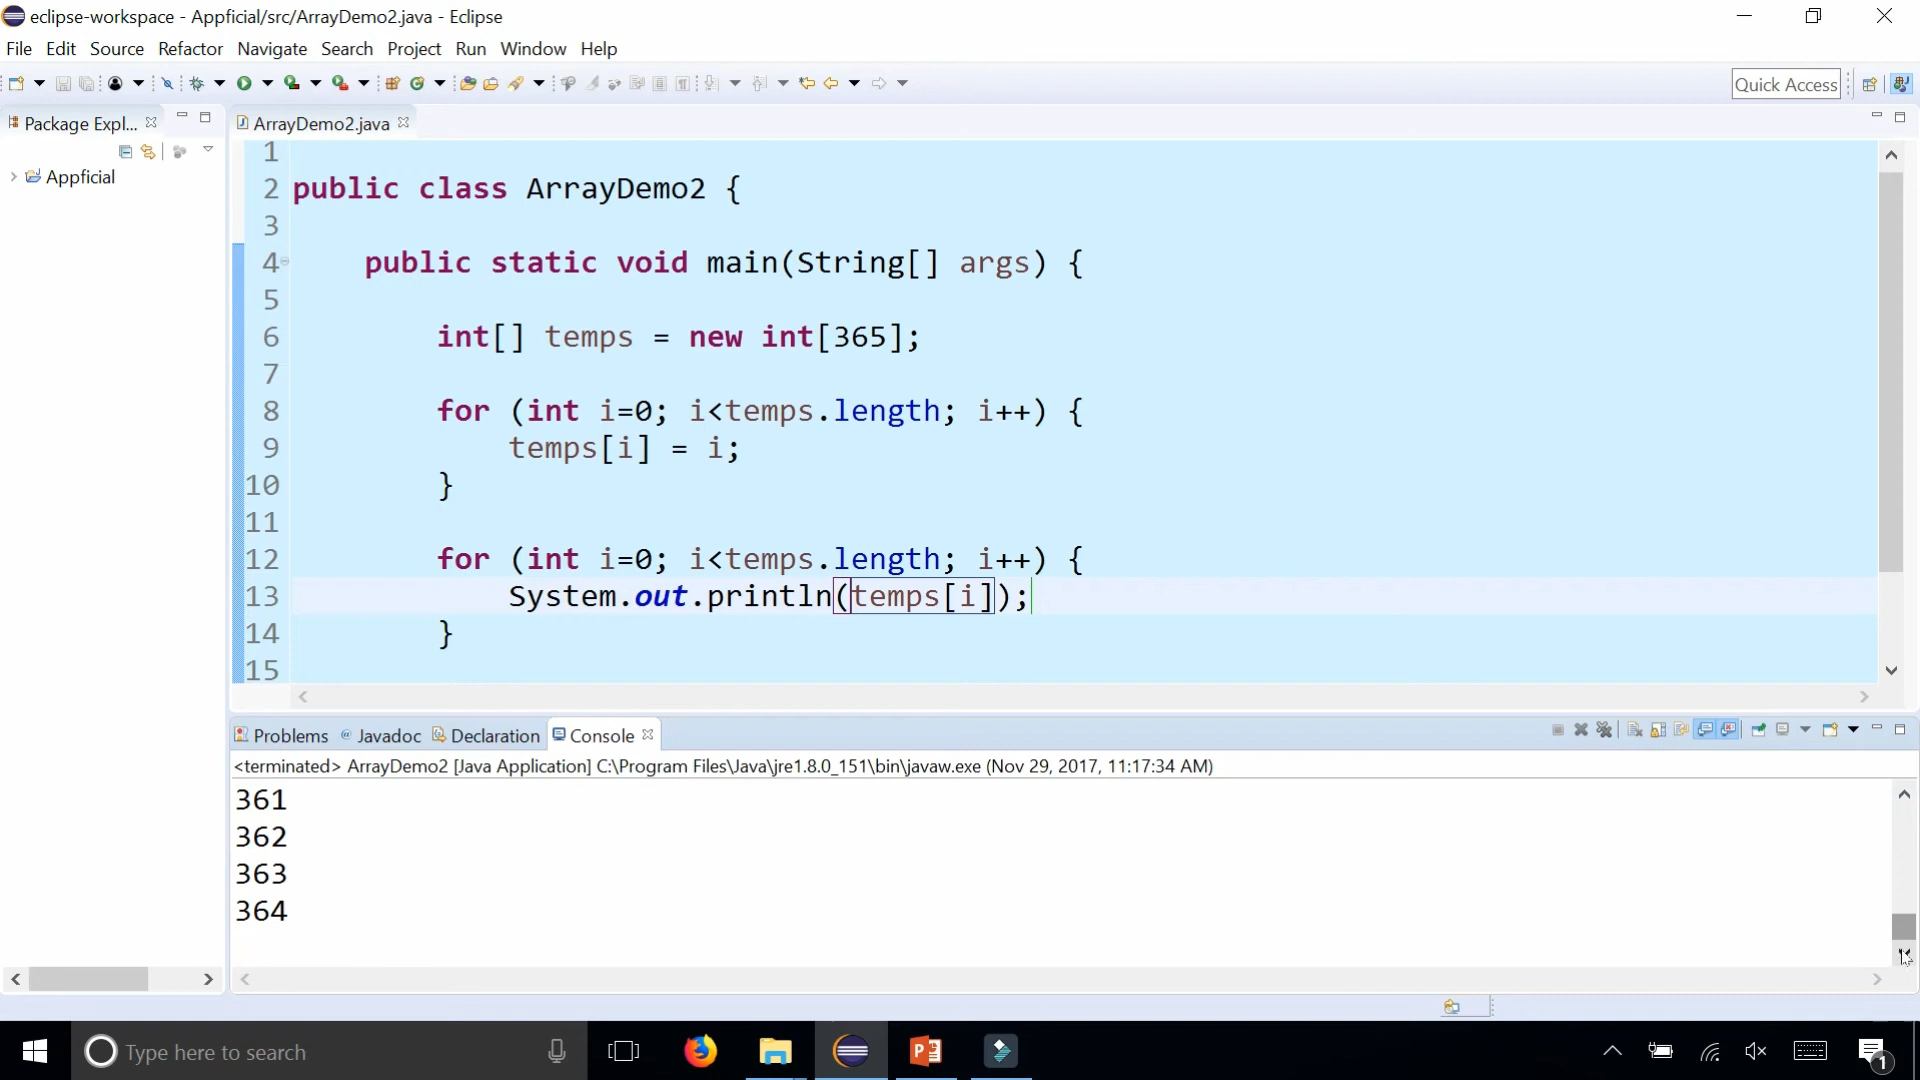 eclipse-workspace - Appficial/src/ArrayDemo2.java - Eclipse
File Edit Source Refactor Navigate Search Project Run Window Help
Quick Access
Package Expl...
ArrayDemo2.java
Appficial
1
2 public class ArrayDemo2 {
3
4 public static void main(String[] args) {
5
6 int[] temps = new int[365];
7
8 for (int i=0; i<temps.length; i++) {
9 temps[i] = i;
10 }
11
12 for (int i=0; i<temps.length; i++) {
13 System.out.println(temps[i]);
14 }
15
Problems @ Javadoc Declaration Console
<terminated> ArrayDemo2 [Java Application] C:\Program Files\Java\jre1.8.0_151\bin\javaw.exe (Nov 29, 2017, 11:17:34 AM)
361
362
363
364
Type here to search
1